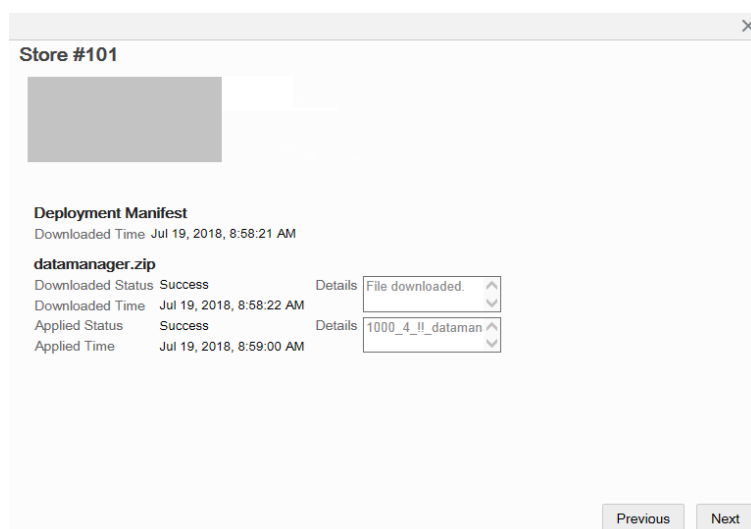 Store #101
Deployment Manifest
Downloaded Time Jul 19, 2018, 8:58:21 AM
datamanager.zip
Downloaded Status Success Details File downloaded.
Downloaded Time Jul 19, 2018, 8:58:22 AM
Applied Status Success Details 1000_4_!!_dataman
Applied Time Jul 19, 2018, 8:59:00 AM
Previous Next